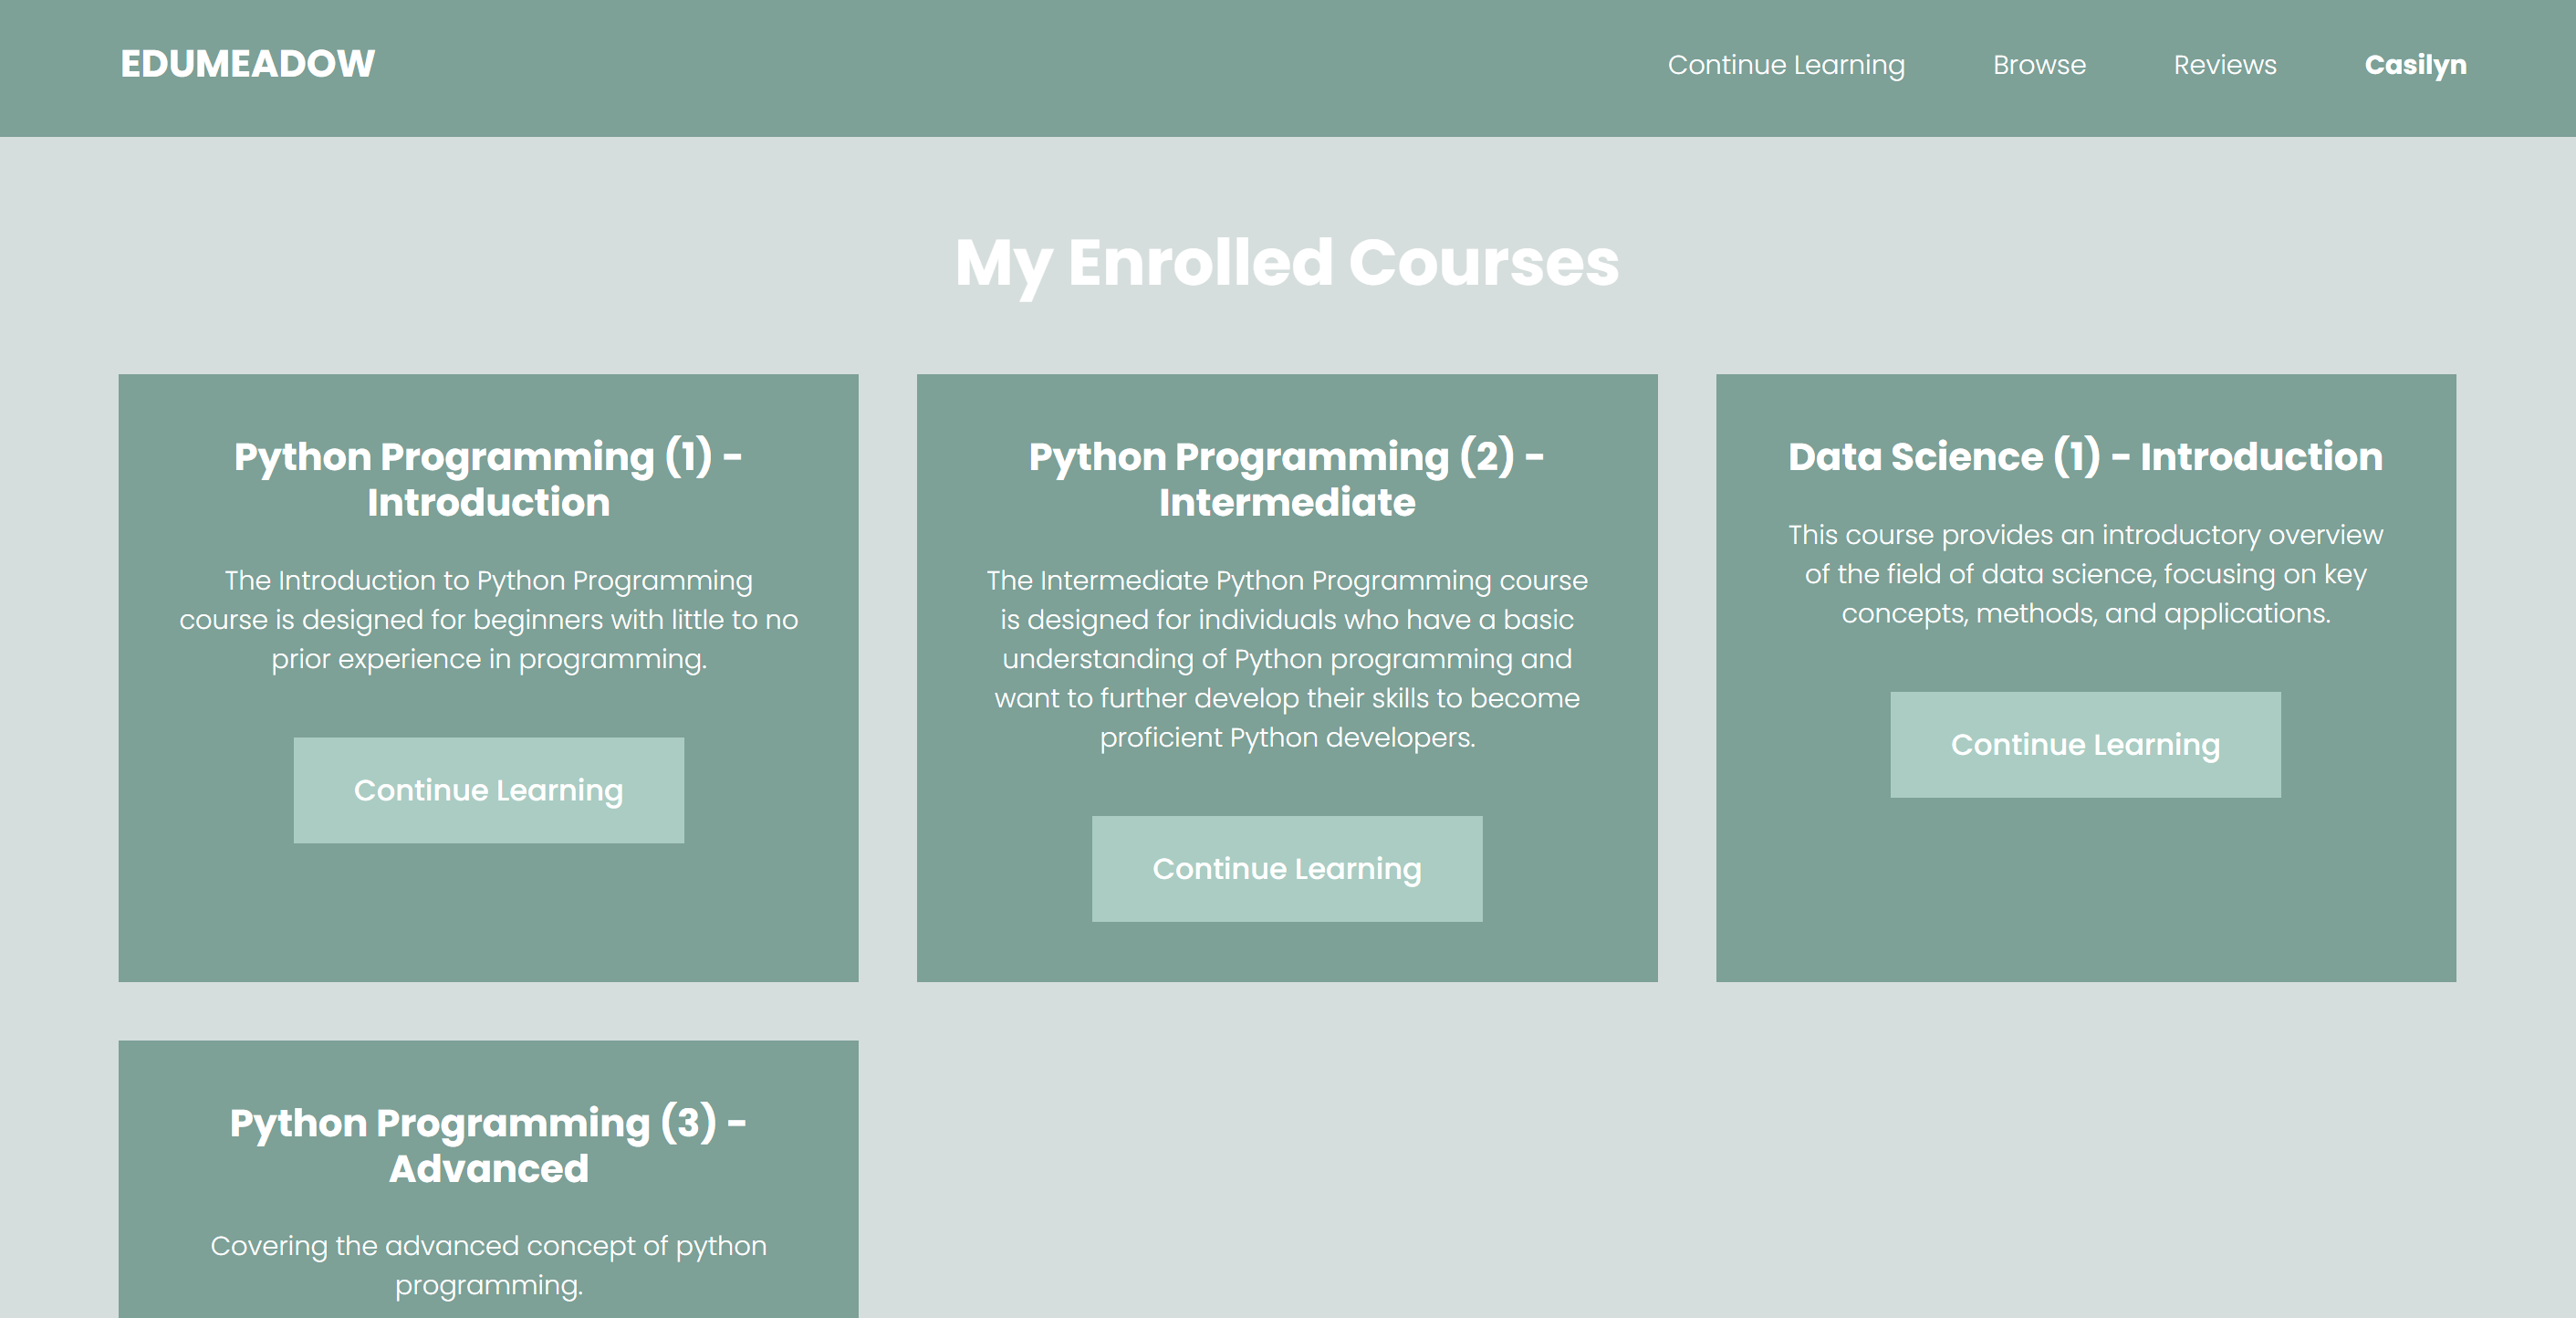 EDUMEADOW
Continue Learning
Browse
Reviews
Casilyn
My Enrolled Courses
Python Programming (1) -
Introduction
The Introduction to Python Programming
course is designed for beginners with little to no
prior experience in programming.
Continue Learning
Python Programming (2) -
Intermediate
The Intermediate Python Programming course
is designed for individuals who have a basic
understanding of Python programming and
want to further develop their skills to become
proficient Python developers.
Continue Learning
Data Science (1) - Introduction
This course provides an introductory overview
of the field of data science, focusing on key
concepts, methods, and applications.
Continue Learning
Python Programming (3) -
Advanced
Covering the advanced concept of python
programming.